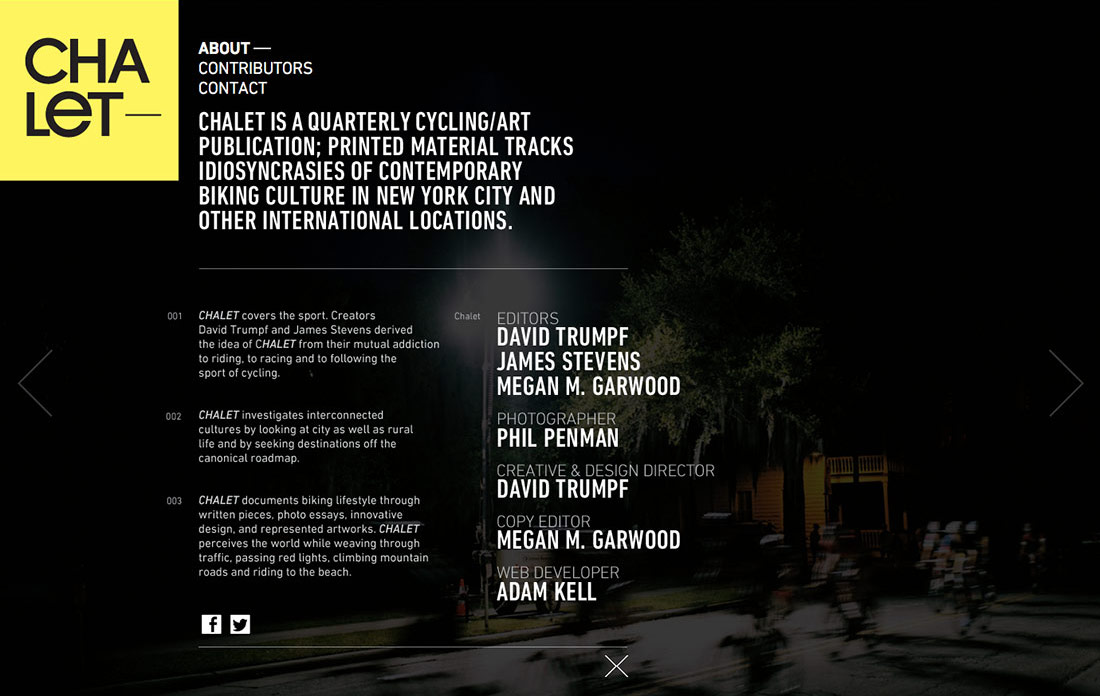 CHA
LET—
ABOUT —
CONTRIBUTORS
CONTACT
CHALET IS A QUARTERLY CYCLING/ART
PUBLICATION; PRINTED MATERIAL TRACKS
IDIOSYNCRASIES OF CONTEMPORARY
BIKING CULTURE IN NEW YORK CITY AND
OTHER INTERNATIONAL LOCATIONS.
001
CHALET covers the sport. Creators
David Trumpf and James Stevens derived
the idea of CHALET from their mutual addiction
to riding, to racing and to following the
sport of cycling.
002
CHALET investigates interconnected
cultures by looking at city as well as rural
life and by seeking destinations off the
canonical roadmap.
003
CHALET documents biking lifestyle through
written pieces, photo essays, innovative
design, and represented artworks. CHALET
perceives the world while weaving through
traffic, passing red lights, climbing mountain
roads and riding to the beach.
Chalet
EDITORS
DAVID TRUMPF
JAMES STEVENS
MEGAN M. GARWOOD
PHOTOGRAPHER
PHIL PENMAN
CREATIVE & DESIGN DIRECTOR
DAVID TRUMPF
COPY EDITOR
MEGAN M. GARWOOD
WEB DEVELOPER
ADAM KELL